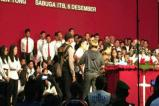 SABUGA ITB, 6 DESEMBER